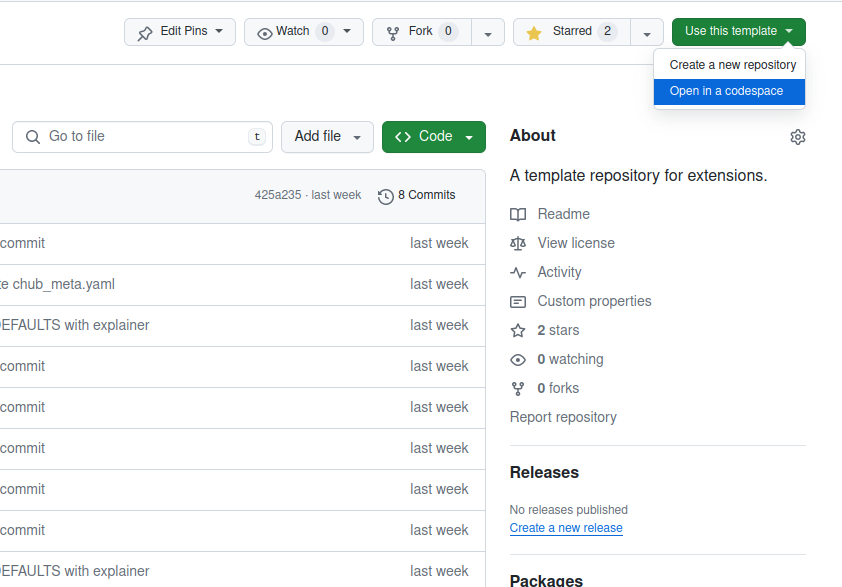 Edit Pins Watch 0 Fork 0 Starred 2 Use this template
Create a new repository
Open in a codespace
Go to file t Add file Code
About
A template repository for extensions.
425a235 · last week 8 Commits
commit last week
te chub_meta.yaml last week
DEFAULTS with explainer last week
commit last week
commit last week
commit last week
commit last week
commit last week
DEFAULTS with explainer last week
Readme
View license
Activity
Custom properties
2 stars
0 watching
0 forks
Report repository
Releases
No releases published
Create a new release
Packages